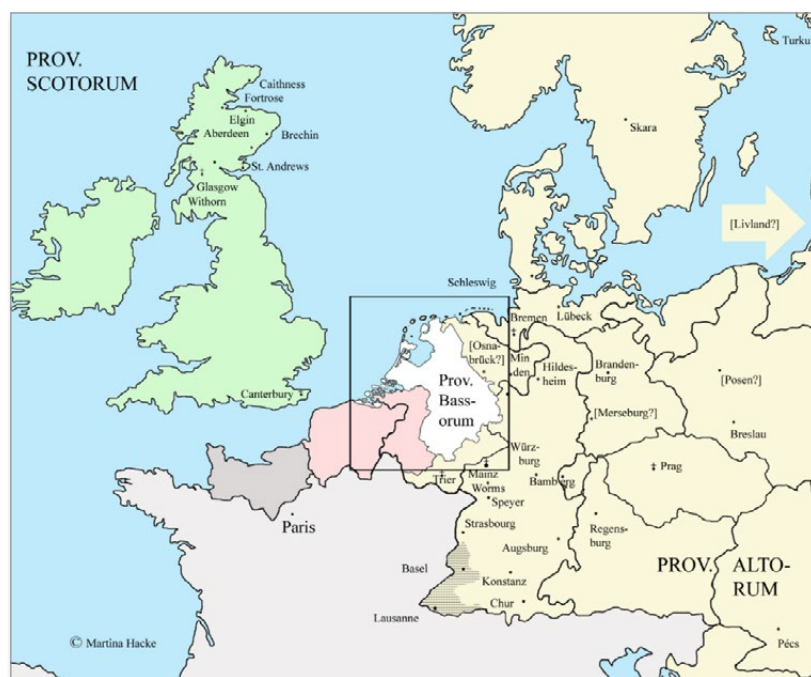 PROV.
SCOTORUM
Caithness
Fortrose
Elgin
Aberdeen
Brechin
St. Andrews
Glasgow
Withorn
Canterbury
Turku
Skara
[Livland?]
Schleswig
Bremen
Lübeck
[Osna-
brück?]
Min
den
Hildes-
heim
Branden-
burg
Prov.
Bass-
orum
[Posen?]
[Merseburg?]
Breslau
Würz-
burg
Trier
Mainz
Worms
Bamberg
Prag
Speyer
Paris
Strasbourg
Regens-
burg
Augsburg
Basel
Konstanz
PROV.
ALTO-
RUM
Chur
Lausanne
Pécs
© Martina Hacke